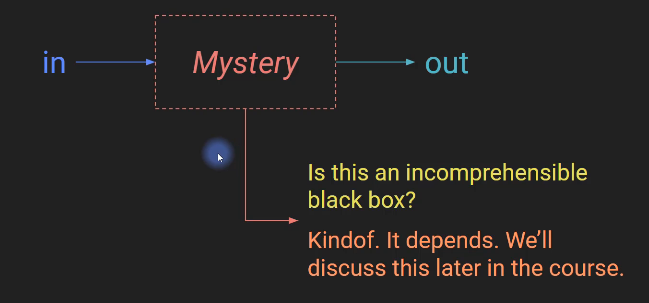 in
Mystery
out
Is this an incomprehensible
black box?
Kindof. It depends. We’ll
discuss this later in the course.